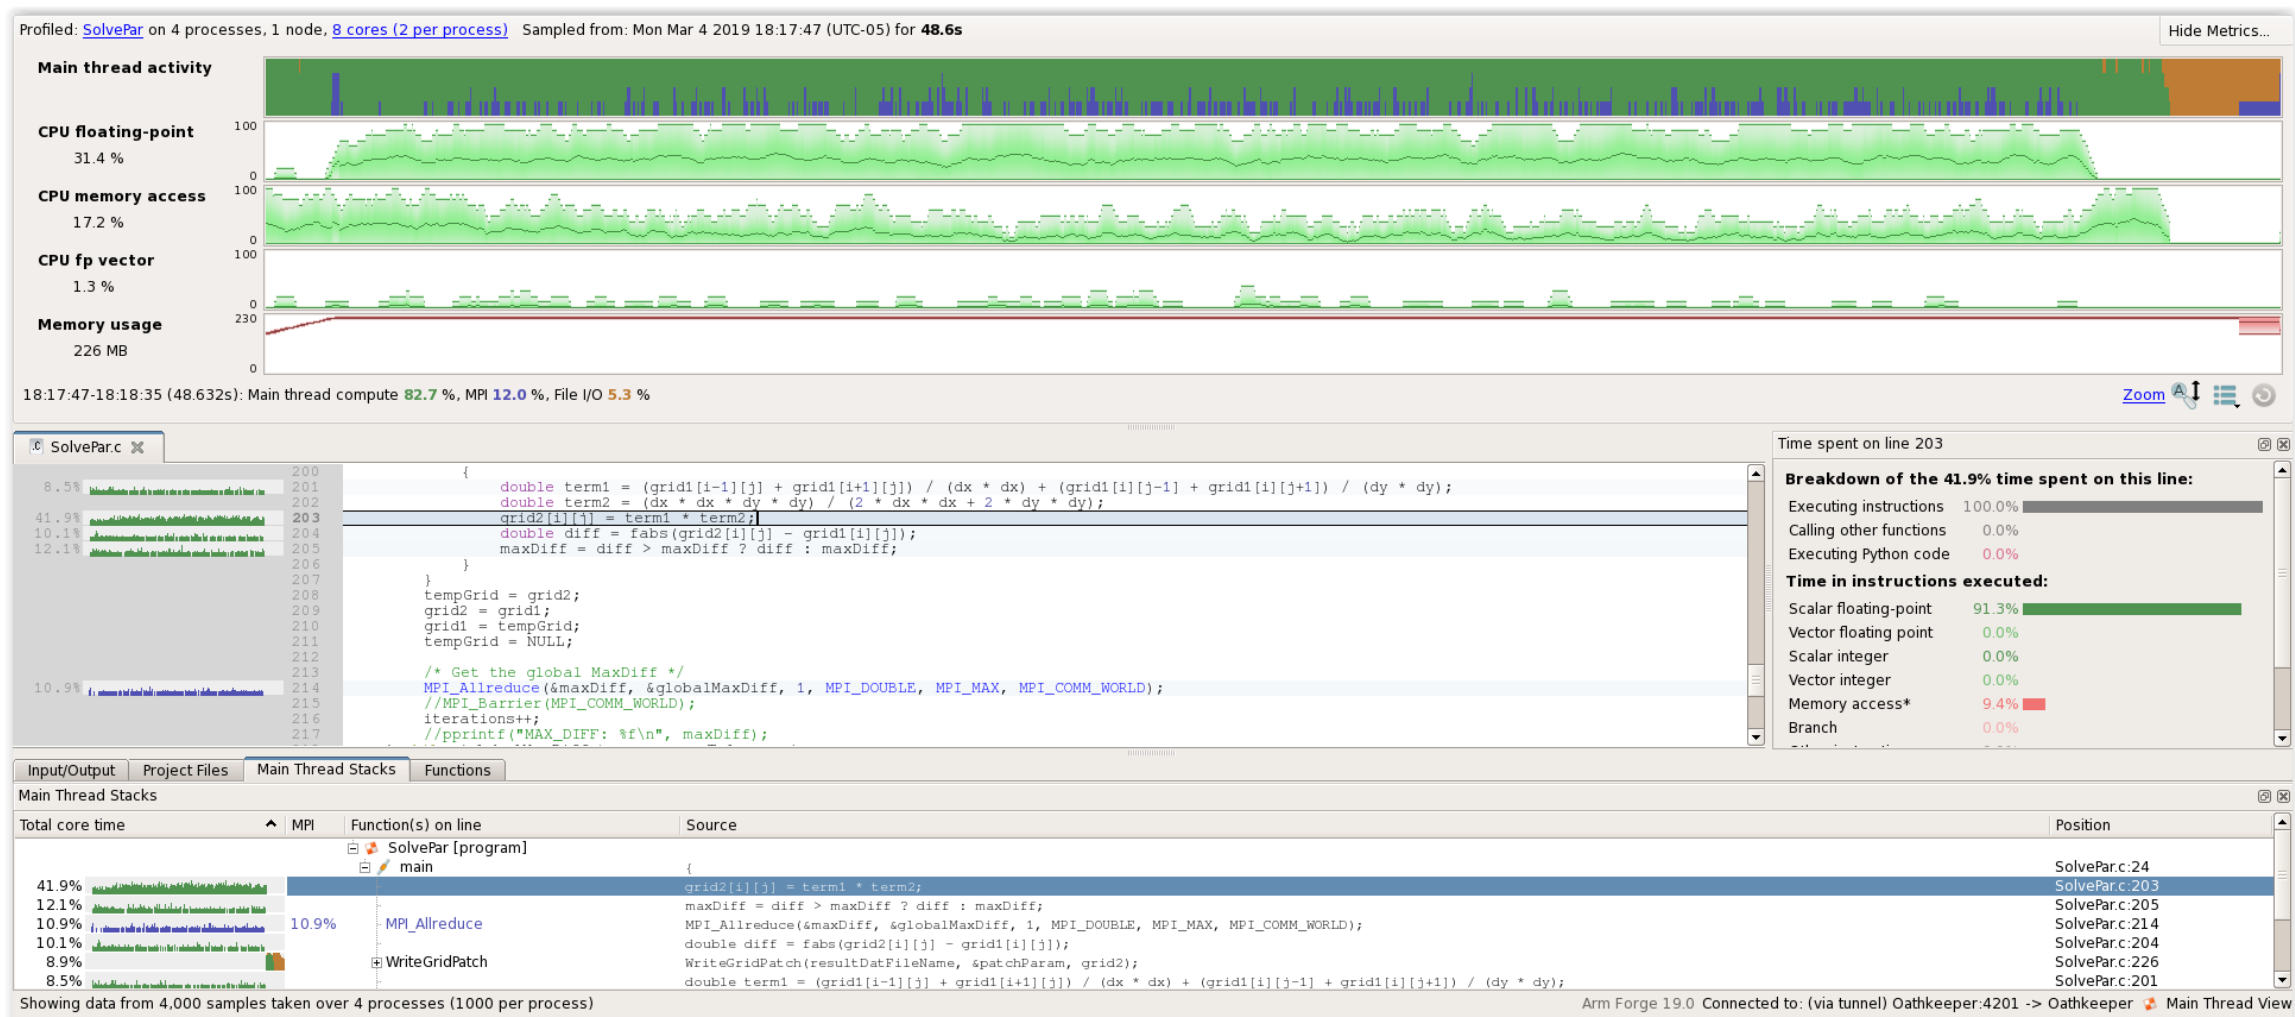 Profiled: SolvePar on 4 processes, 1 node, 8 cores (2 per process) Sampled from: Mon Mar 4 2019 18:17:47 (UTC-05) for 48.6s
Hide Metrics...
Main thread activity
CPU floating-point
31.4 %
100
0
CPU memory access
17.2 %
100
0
CPU fp vector
1.3 %
100
0
Memory usage
226 MB
230
0
18:17:47-18:18:35 (48.632s): Main thread compute 82.7 %, MPI 12.0 %, File I/O 5.3 %
Zoom
SolvePar.c
200 {
8.5% 201 double term1 = (grid1[i-1][j] + grid1[i+1][j]) / (dx * dx) + (grid1[i][j-1] + grid1[i][j+1]) / (dy * dy);
202 double term2 = (dx * dx * dy * dy) / (2 * dx * dx + 2 * dy * dy);
41.9% 203 grid2[i][j] = term1 * term2;
10.1% 204 double diff = fabs(grid2[i][j] - grid1[i][j]);
12.1% 205 maxDiff = diff > maxDiff ? diff : maxDiff;
206 }
207 }
208 tempGrid = grid2;
209 grid2 = grid1;
210 grid1 = tempGrid;
211 tempGrid = NULL;
212
213 /* Get the global MaxDiff */
10.9% 214 MPI_Allreduce(&maxDiff, &globalMaxDiff, 1, MPI_DOUBLE, MPI_MAX, MPI_COMM_WORLD);
215 //MPI_Barrier(MPI_COMM_WORLD);
216 iterations++;
217 //pprintf("MAX_DIFF: %f\n", maxDiff);
Time spent on line 203
Breakdown of the 41.9% time spent on this line:
Executing instructions 100.0%
Calling other functions 0.0%
Executing Python code 0.0%
Time in instructions executed:
Scalar floating-point 91.3%
Vector floating point 0.0%
Scalar integer 0.0%
Vector integer 0.0%
Memory access* 9.4%
Branch 0.0%
Input/Output Project Files Main Thread Stacks Functions
Main Thread Stacks
Total core time MPI Function(s) on line Source Position
SolvePar [program]
main { SolvePar.c:24
41.9% grid2[i][j] = term1 * term2; SolvePar.c:203
12.1% maxDiff = diff > maxDiff ? diff : maxDiff; SolvePar.c:205
10.9% 10.9% MPI_Allreduce MPI_Allreduce(&maxDiff, &globalMaxDiff, 1, MPI_DOUBLE, MPI_MAX, MPI_COMM_WORLD); SolvePar.c:214
10.1% double diff = fabs(grid2[i][j] - grid1[i][j]); SolvePar.c:204
8.9% WriteGridPatch WriteGridPatch(resultDatFileName, &patchParam, grid2); SolvePar.c:226
8.5% double term1 = (grid1[i-1][j] + grid1[i+1][j]) / (dx * dx) + (grid1[i][j-1] + grid1[i][j+1]) / (dy * dy); SolvePar.c:201
Showing data from 4,000 samples taken over 4 processes (1000 per process)
Arm Forge 19.0 Connected to: (via tunnel) Oathkeeper:4201 -> Oathkeeper Main Thread View